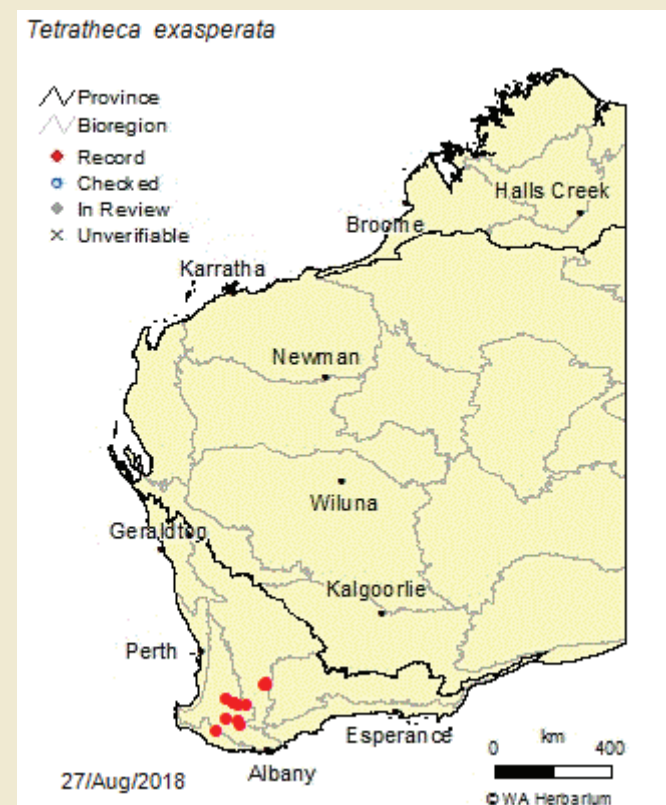 Tetratheca exasperata
Province
Bioregion
Record
Checked
In Review
Unverifiable
Halls Creek
Broome
Karratha
Newman
Wiluna
Geraldton
Kalgoorlie
Perth
Esperance
0 km 400
Albany
27/Aug/2018
© WA Herbarium